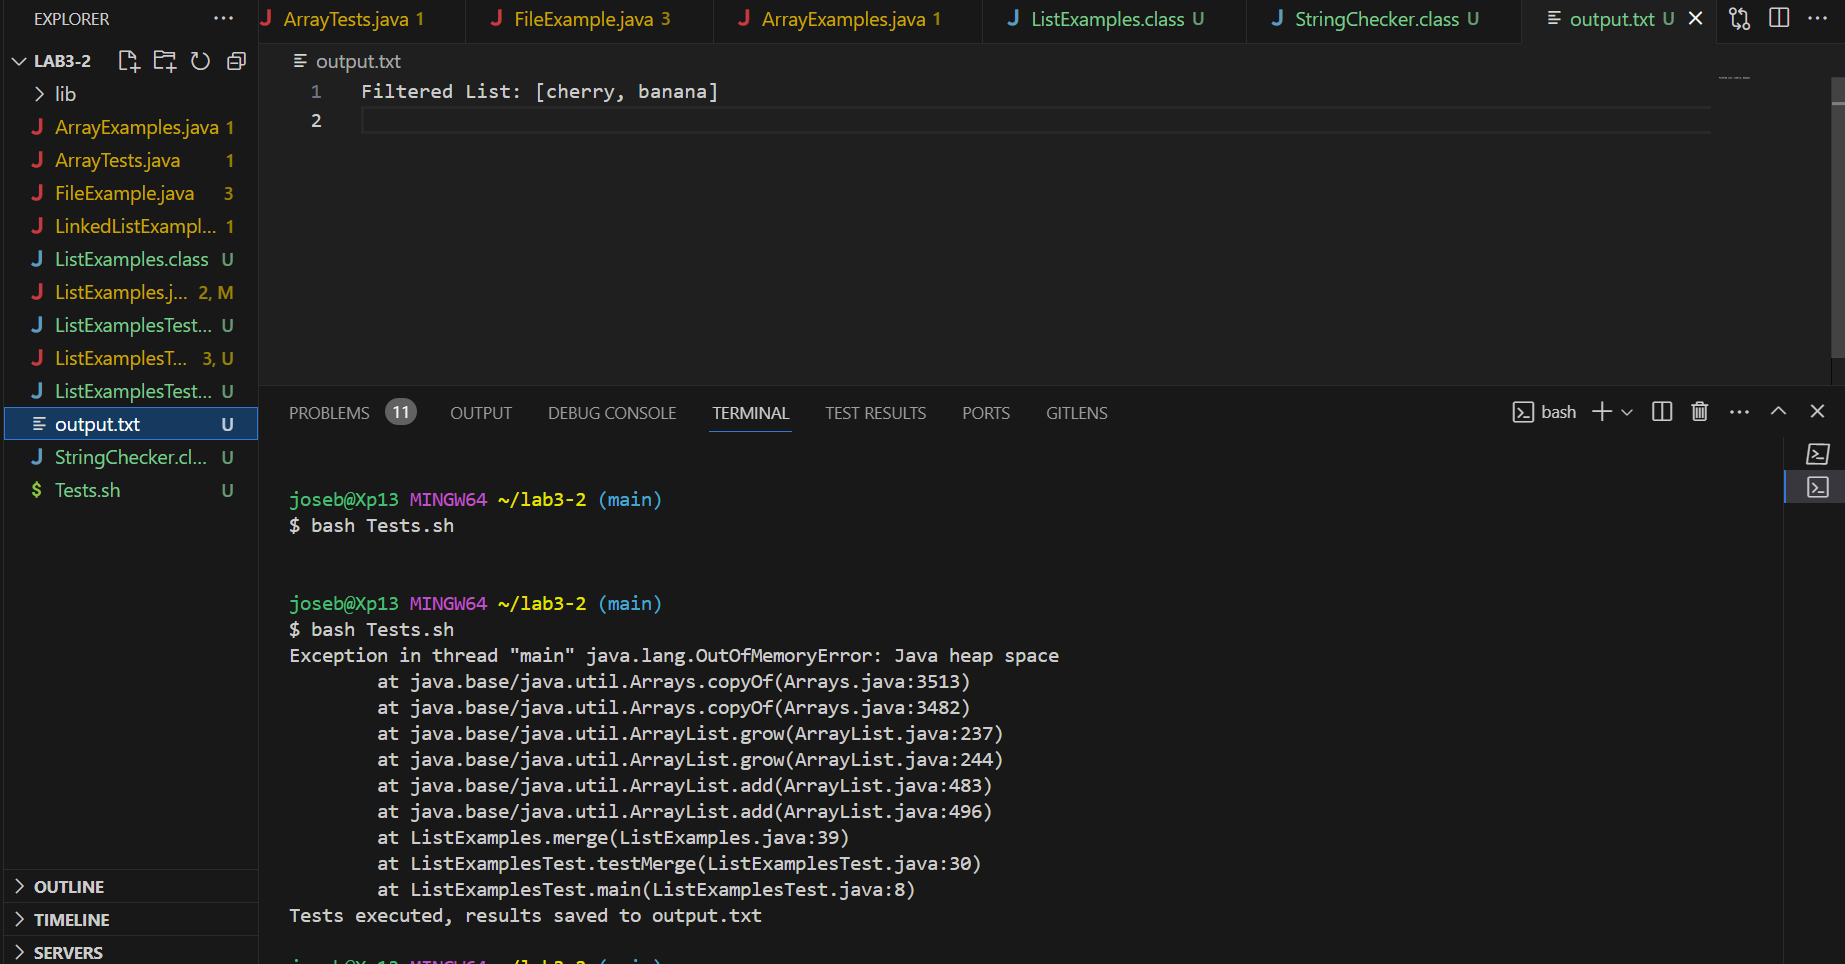 EXPLORER ···
LAB3-2
lib
ArrayExamples.java 1
ArrayTests.java 1
FileExample.java 3
LinkedListExampl... 1
ListExamples.class U
ListExamples.j... 2, M
ListExamplesTest... U
ListExamplesT... 3, U
ListExamplesTest... U
output.txt U
StringChecker.cl... U
$ Tests.sh U
OUTLINE
TIMELINE
SERVERS
ArrayTests.java 1 FileExample.java 3 ArrayExamples.java 1 ListExamples.class U StringChecker.class U output.txt U
output.txt
1 Filtered List: [cherry, banana]
2
PROBLEMS 11 OUTPUT DEBUG CONSOLE TERMINAL TEST RESULTS PORTS GITLENS bash
joseb@Xp13 MINGW64 ~/lab3-2 (main)
$ bash Tests.sh
joseb@Xp13 MINGW64 ~/lab3-2 (main)
$ bash Tests.sh
Exception in thread "main" java.lang.OutOfMemoryError: Java heap space
at java.base/java.util.Arrays.copyOf(Arrays.java:3513)
at java.base/java.util.Arrays.copyOf(Arrays.java:3482)
at java.base/java.util.ArrayList.grow(ArrayList.java:237)
at java.base/java.util.ArrayList.grow(ArrayList.java:244)
at java.base/java.util.ArrayList.add(ArrayList.java:483)
at java.base/java.util.ArrayList.add(ArrayList.java:496)
at ListExamples.merge(ListExamples.java:39)
at ListExamplesTest.testMerge(ListExamplesTest.java:30)
at ListExamplesTest.main(ListExamplesTest.java:8)
Tests executed, results saved to output.txt